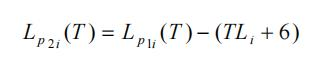 L_{p2i}(T) = L_{p1i}(T) − (TL_i + 6)